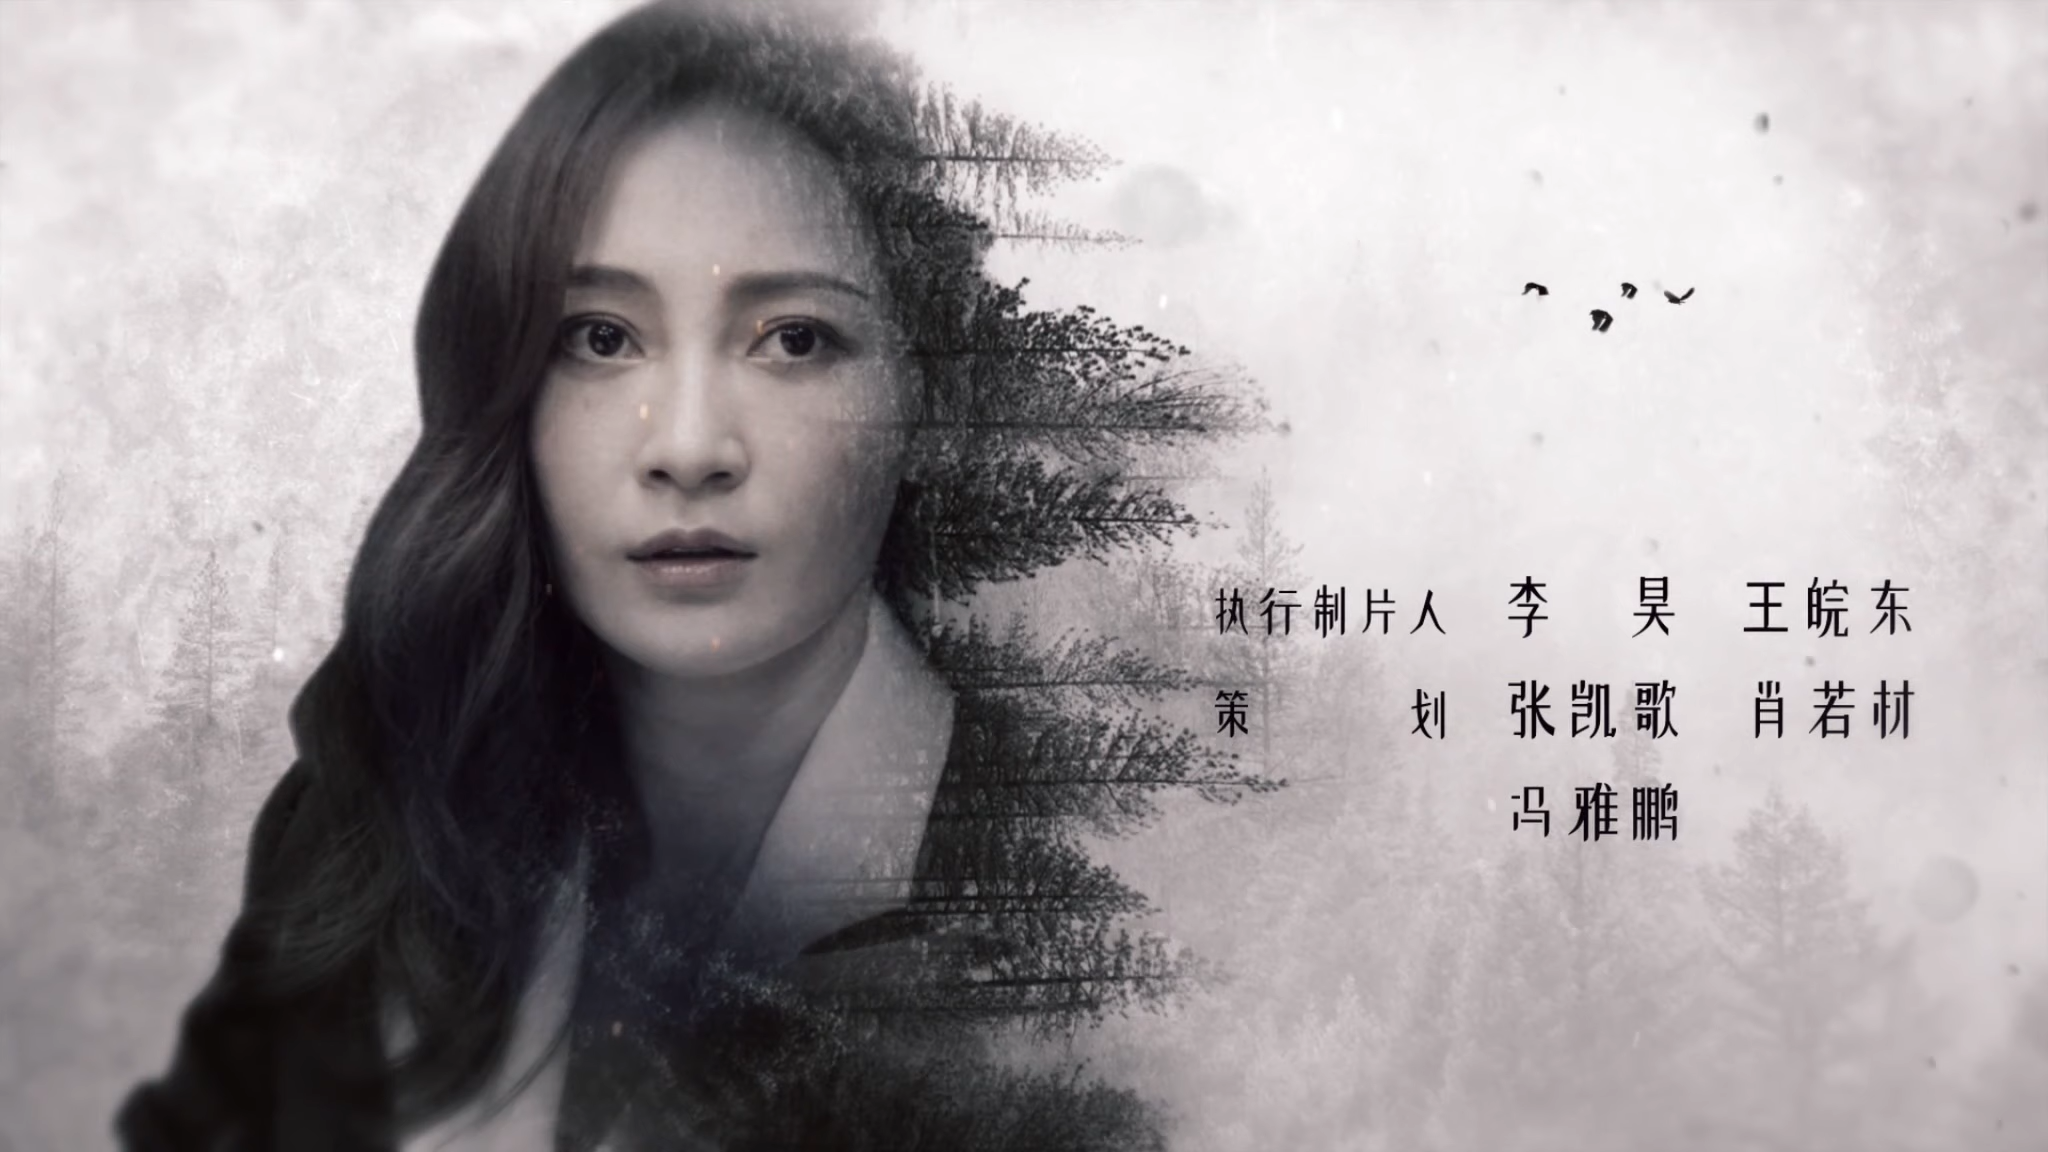 执行制片人 李 昊 王皖东
策 划 张凯歌 肖若材
冯雅鹏